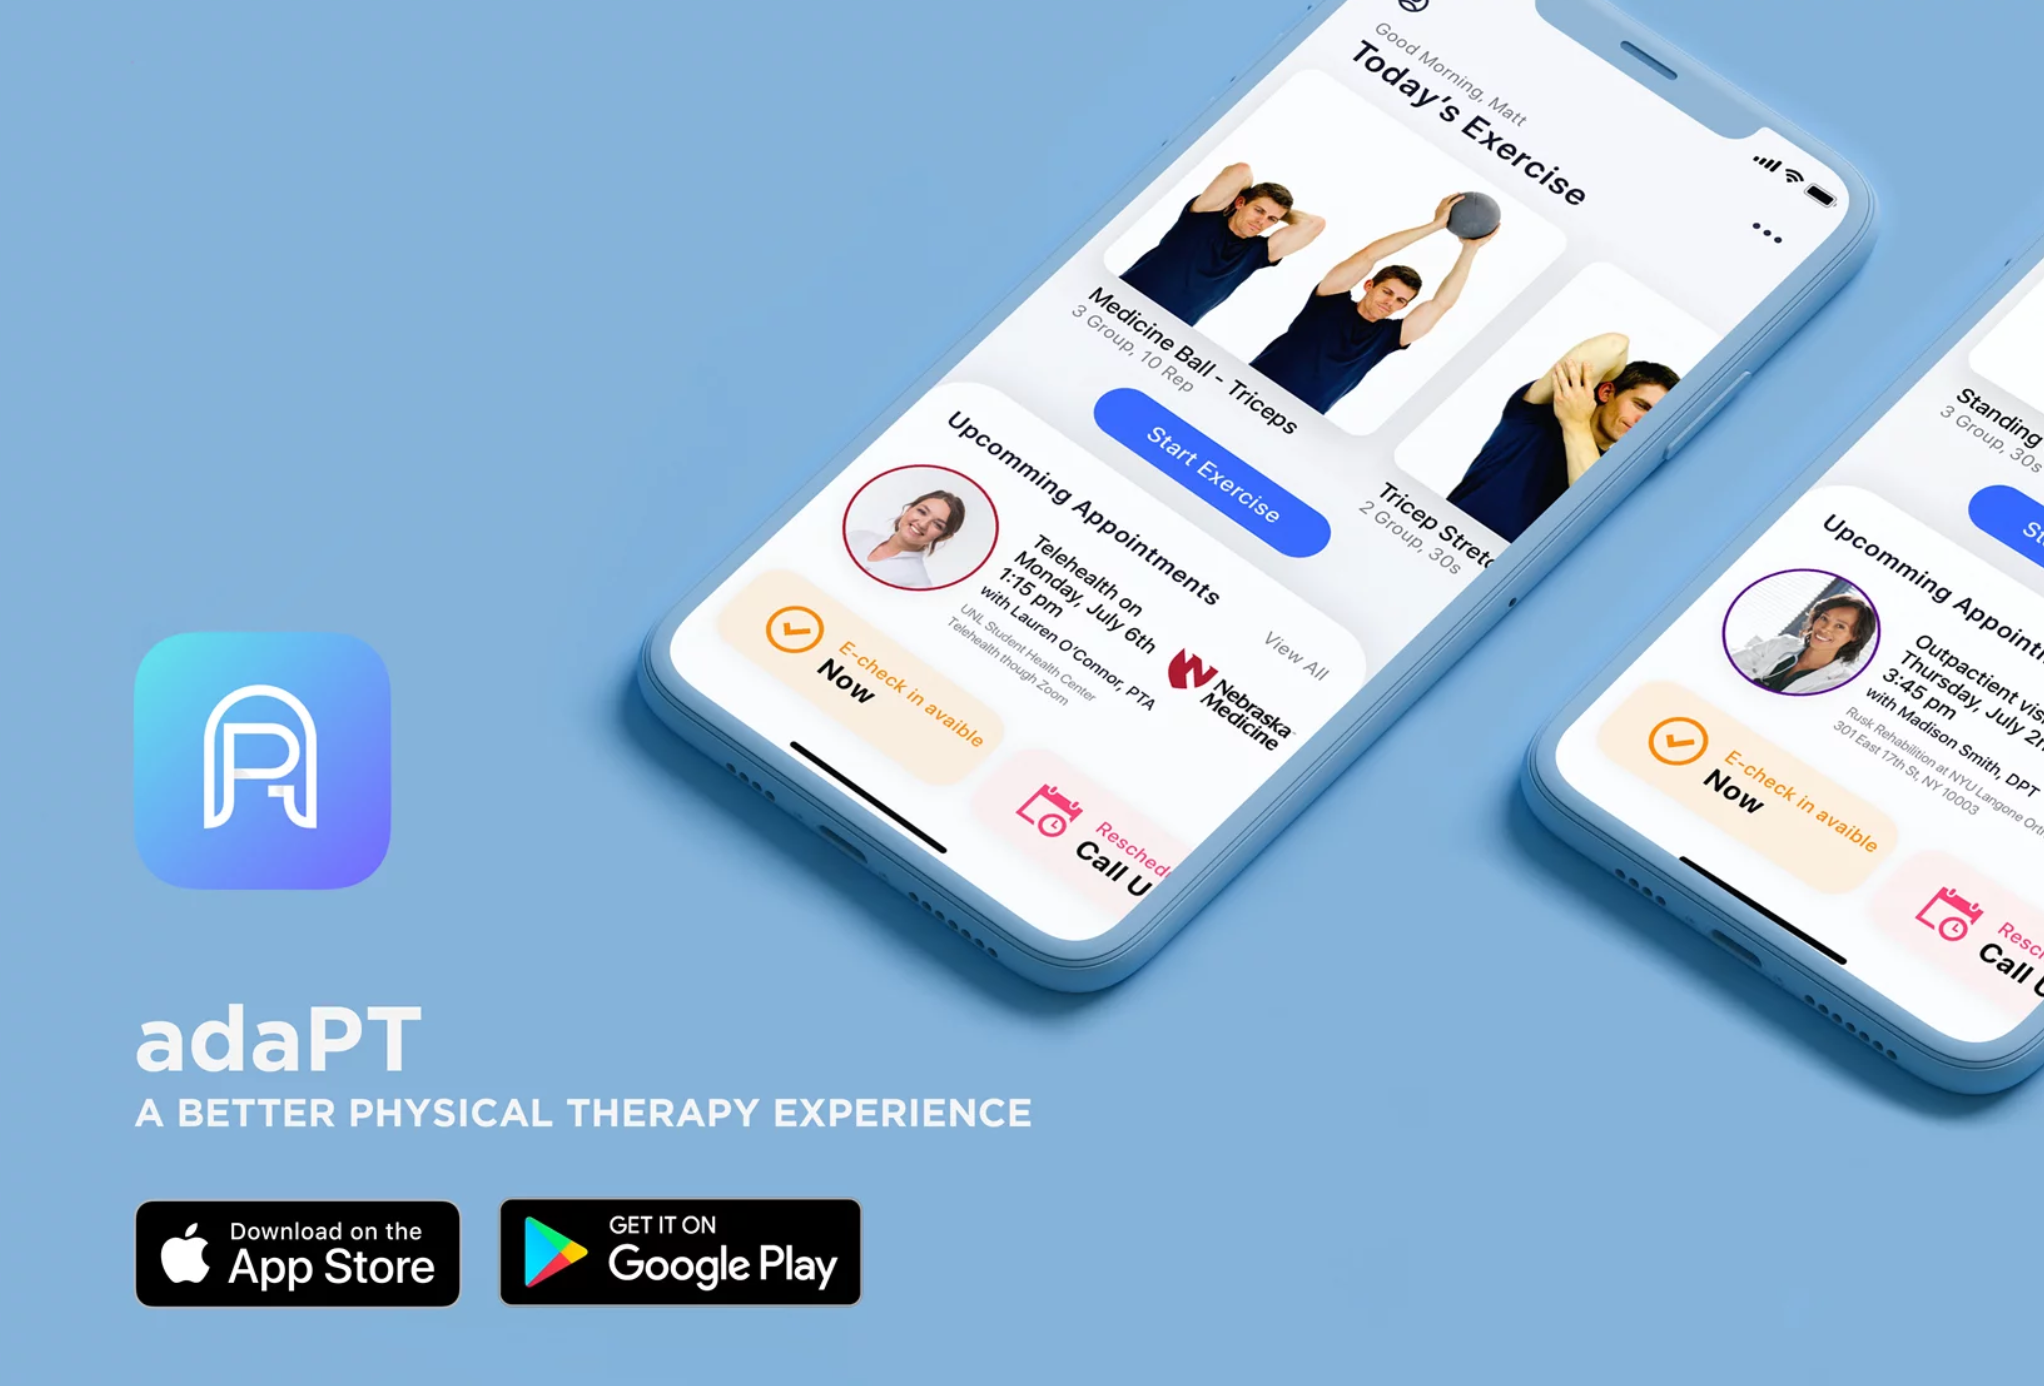 Good Morning, Matt
Today's Exercise
Medicine Ball - Triceps
3 Group, 10 Rep
Tricep Stretc
2 Group, 30s
Start Exercise
Upcomming Appointments
View All
Telehealth on
Monday, July 6th
1:15 pm
with Lauren O'Connor, PTA
UNL Student Health Center
Telehealth though Zoom
Nebraska
Medicine
E-check in avaible
Now
Resched
Call U
Standing
3 Group, 30s
St
Upcomming Appoint
Outpactient vis
Thursday, July 2
3:45 pm
with Madison Smith, DPT
Rusk Rehabilition at NYU Langone Ort
301 East 17th St, NY 10003
E-check in avaible
Now
Resc
Call U
adaPT
A BETTER PHYSICAL THERAPY EXPERIENCE
Download on the
App Store
GET IT ON
Google Play